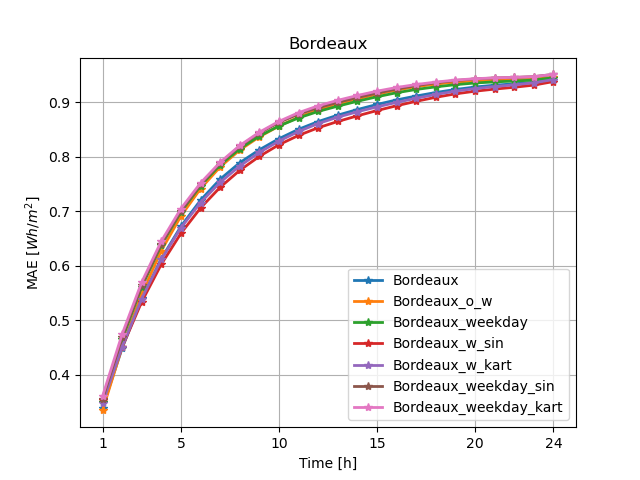 Bordeaux
MAE [Wh/m²]
0.9
0.8
0.7
0.6
0.5
0.4
1 5 10 15 20 24
Time [h]
Bordeaux
Bordeaux_o_w
Bordeaux_weekday
Bordeaux_w_sin
Bordeaux_w_kart
Bordeaux_weekday_sin
Bordeaux_weekday_kart